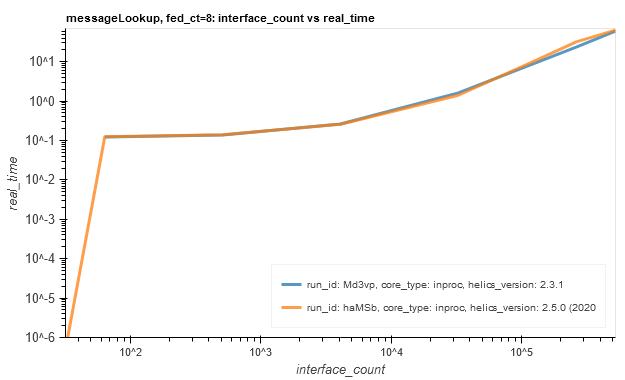 messageLookup, fed_ct=8: interface_count vs real_time
real_time
10^1
10^0
10^-1
10^-2
10^-3
10^-4
10^-5
10^-6
run_id: Md3vp, core_type: inproc, helics_version: 2.3.1
run_id: haMSb, core_type: inproc, helics_version: 2.5.0 (2020
10^2
10^3
10^4
10^5
interface_count